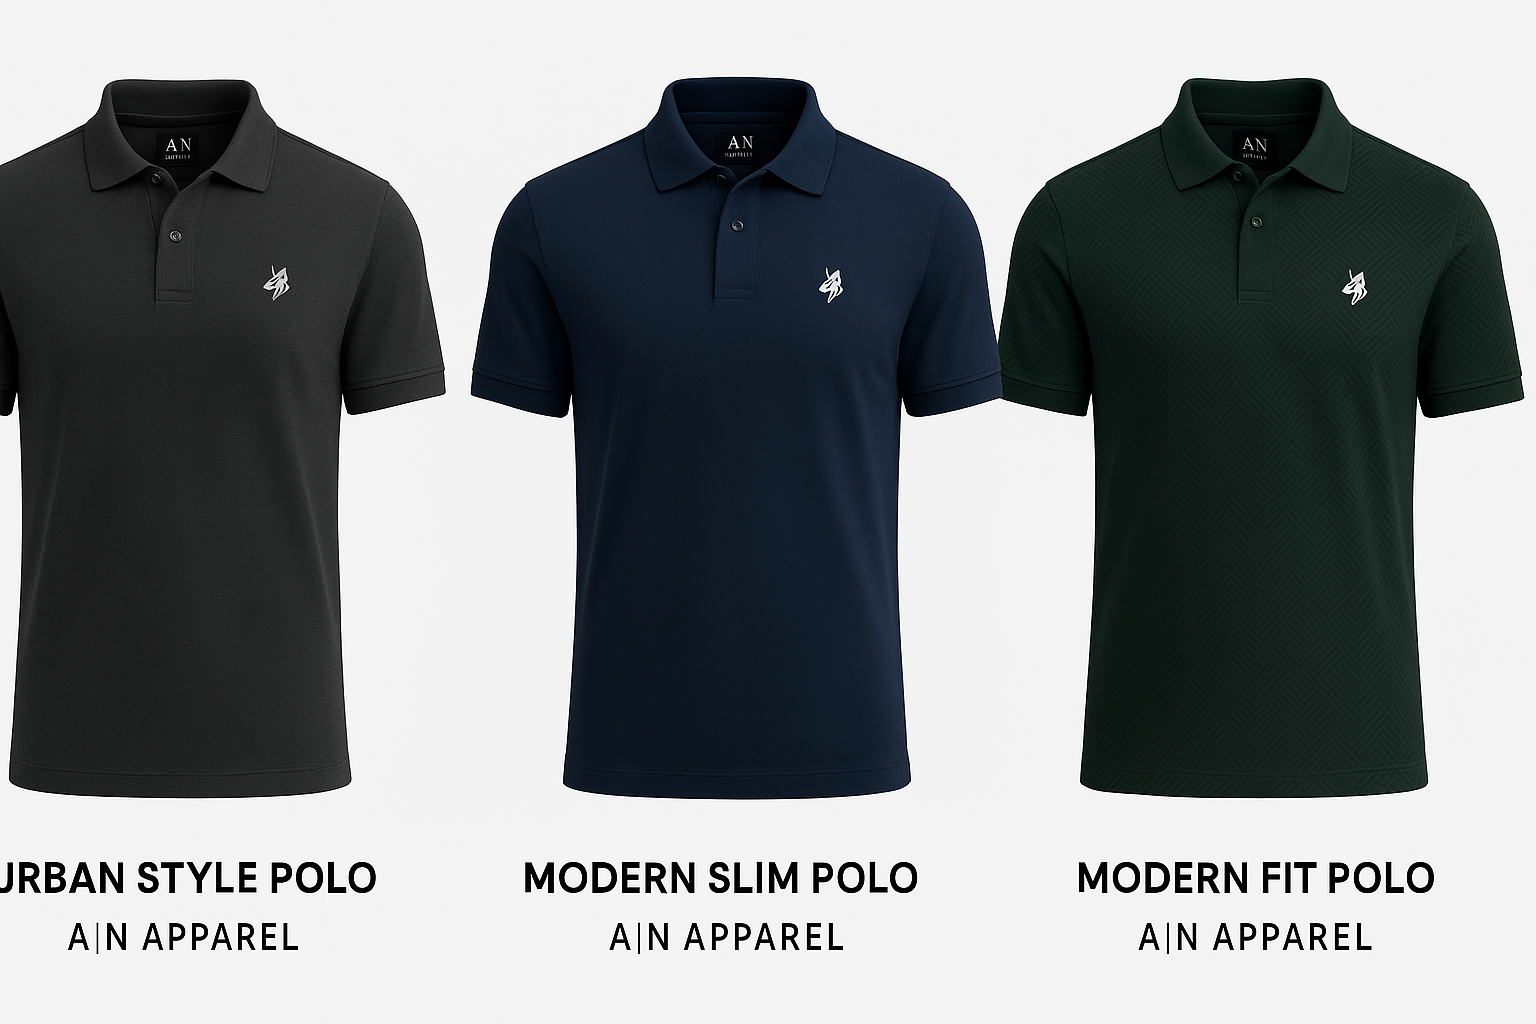 AN
AN
AN
URBAN STYLE POLO
A|N APPAREL
MODERN SLIM POLO
A|N APPAREL
MODERN FIT POLO
A|N APPAREL